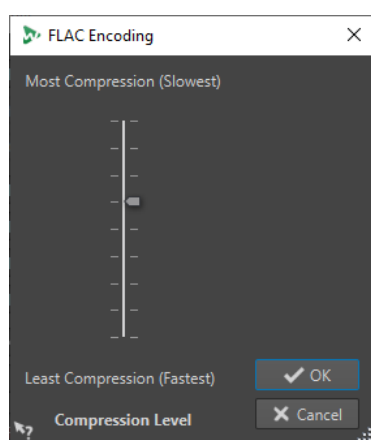 FLAC Encoding
Most Compression (Slowest)
Least Compression (Fastest)
OK
Compression Level
Cancel